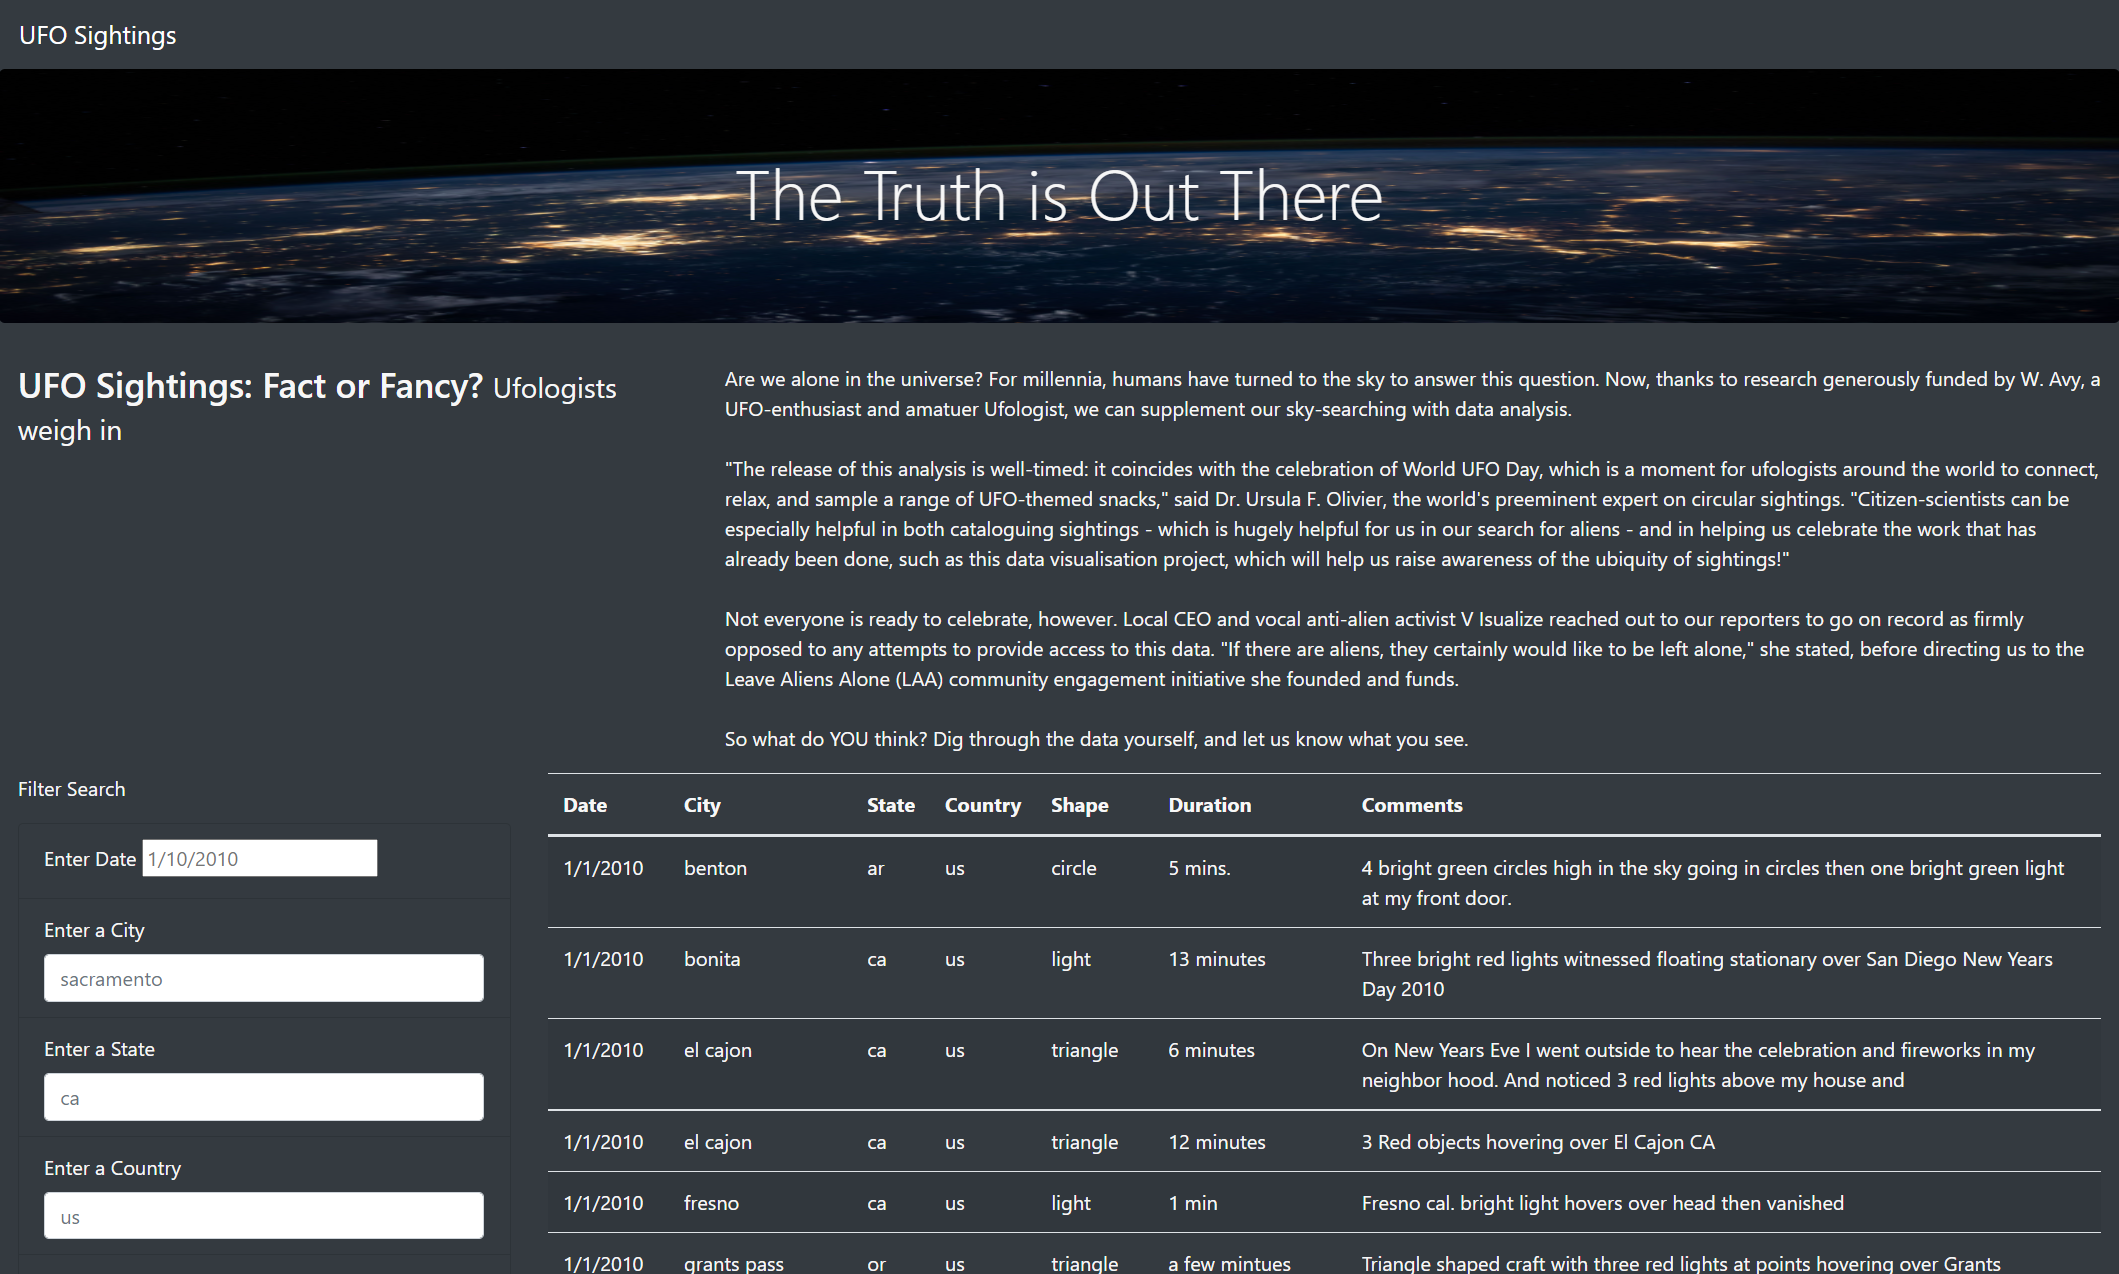 UFO Sightings
The Truth is Out There
UFO Sightings: Fact or Fancy? Ufologists
weigh in
Are we alone in the universe? For millennia, humans have turned to the sky to answer this question. Now, thanks to research generously funded by W. Avy, a
UFO-enthusiast and amatuer Ufologist, we can supplement our sky-searching with data analysis.
"The release of this analysis is well-timed: it coincides with the celebration of World UFO Day, which is a moment for ufologists around the world to connect,
relax, and sample a range of UFO-themed snacks," said Dr. Ursula F. Olivier, the world's preeminent expert on circular sightings. "Citizen-scientists can be
especially helpful in both cataloguing sightings - which is hugely helpful for us in our search for aliens - and in helping us celebrate the work that has
already been done, such as this data visualisation project, which will help us raise awareness of the ubiquity of sightings!"
Not everyone is ready to celebrate, however. Local CEO and vocal anti-alien activist V Isualize reached out to our reporters to go on record as firmly
opposed to any attempts to provide access to this data. "If there are aliens, they certainly would like to be left alone," she stated, before directing us to the
Leave Aliens Alone (LAA) community engagement initiative she founded and funds.
So what do YOU think? Dig through the data yourself, and let us know what you see.
Filter Search
Enter Date 1/10/2010
Enter a City
sacramento
Enter a State
ca
Enter a Country
us
Date City State Country Shape Duration Comments
1/1/2010 benton ar us circle 5 mins. 4 bright green circles high in the sky going in circles then one bright green light
at my front door.
1/1/2010 bonita ca us light 13 minutes Three bright red lights witnessed floating stationary over San Diego New Years
Day 2010
1/1/2010 el cajon ca us triangle 6 minutes On New Years Eve I went outside to hear the celebration and fireworks in my
neighbor hood. And noticed 3 red lights above my house and
1/1/2010 el cajon ca us triangle 12 minutes 3 Red objects hovering over El Cajon CA
1/1/2010 fresno ca us light 1 min Fresno cal. bright light hovers over head then vanished
1/1/2010 grants pass or us triangle a few mintues Triangle shaped craft with three red lights at points hovering over Grants